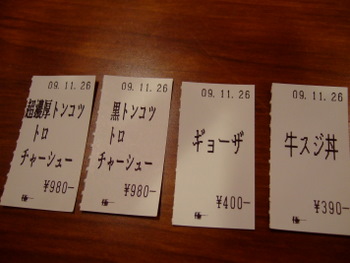 09.11.26
超濃厚トンコツ
トロ
チャーシュー
¥980-
09.11.26
黒トンコツ
トロ
チャーシュー
¥980-
09.11.26
ギョーザ
¥400-
09.11.26
牛スジ丼
¥390-